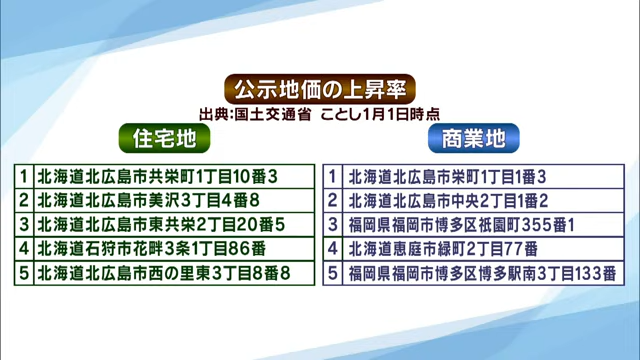 公示地価の上昇率
出典:国土交通省 ことし1月1日時点
住宅地
1 北海道北広島市共栄町1丁目10番3
2 北海道北広島市美沢3丁目4番8
3 北海道北広島市東共栄2丁目20番5
4 北海道石狩市花畔3条1丁目86番
5 北海道北広島市西の里東3丁目8番8
商業地
1 北海道北広島市栄町1丁目1番3
2 北海道北広島市中央2丁目1番2
3 福岡県福岡市博多区祇園町355番1
4 北海道恵庭市緑町2丁目77番
5 福岡県福岡市博多区博多駅南3丁目133番